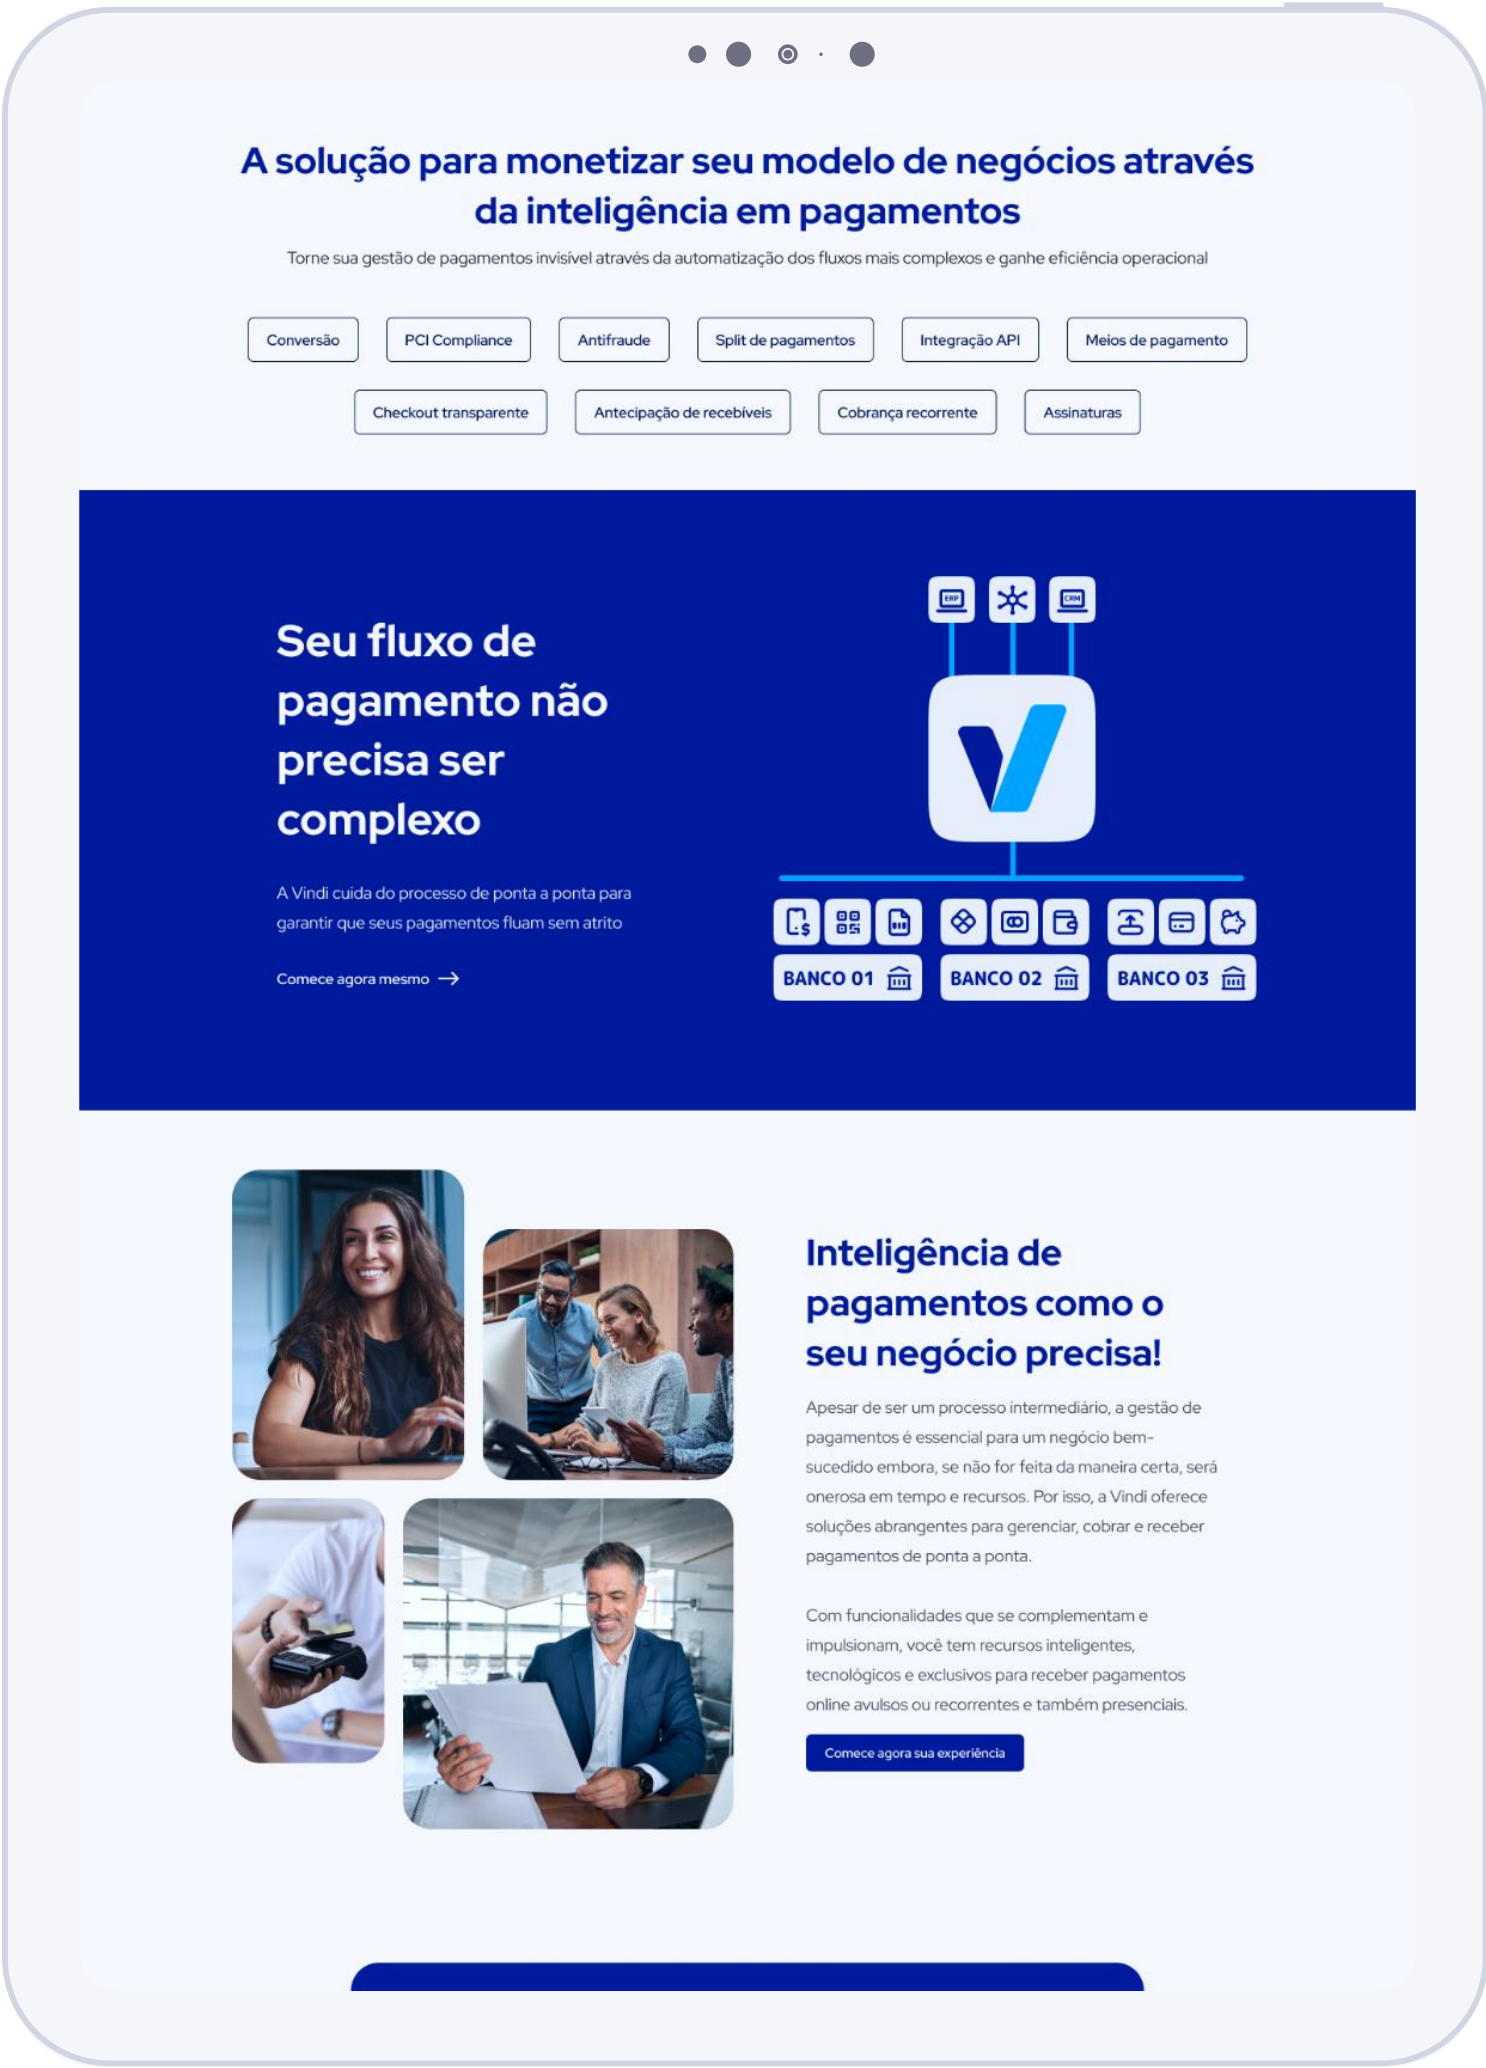 A solução para monetizar seu modelo de negócios através
da inteligência em pagamentos
Torne sua gestão de pagamentos invisível através da automatização dos fluxos mais complexos e ganhe eficiência operacional
Conversão
PCI Compliance
Antifraude
Split de pagamentos
Integração API
Meios de pagamento
Checkout transparente
Antecipação de recebíveis
Cobrança recorrente
Assinaturas
Seu fluxo de
pagamento não
precisa ser
complexo
A Vindi cuida do processo de ponta a ponta para
garantir que seus pagamentos fluam sem atrito
Comece agora mesmo
ERP
CRM
BANCO 01
BANCO 02
BANCO 03
Inteligência de
pagamentos como o
seu negócio precisa!
Apesar de ser um processo intermediário, a gestão de
pagamentos é essencial para um negócio bem-
sucedido embora, se não for feita da maneira certa, será
onerosa em tempo e recursos. Por isso, a Vindi oferece
soluções abrangentes para gerenciar, cobrar e receber
pagamentos de ponta a ponta.
Com funcionalidades que se complementam e
impulsionam, você tem recursos inteligentes,
tecnológicos e exclusivos para receber pagamentos
online avulsos ou recorrentes e também presenciais.
Comece agora sua experiência